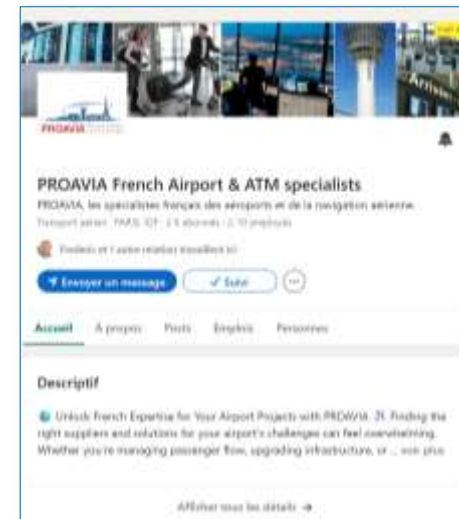 Arrival
PROAVIA
PROAVIA French Airport & ATM specialists
PROAVIA, les spécialistes français des aéroports et de la navigation aérienne.
Transport aérien · PARIS, IDF · 2 K abonnés · 2-10 employés
Frederic et 1 autre relation travaillent ici
Envoyer un message
Suivi
Accueil À propos Posts Emplois Personnes
Descriptif
Unlock French Expertise for Your Airport Projects with PROAVIA Finding the
right suppliers and solutions for your airport's challenges can feel overwhelming.
Whether you're managing passenger flow, upgrading infrastructure, or ... voir plus
Afficher tous les détails →